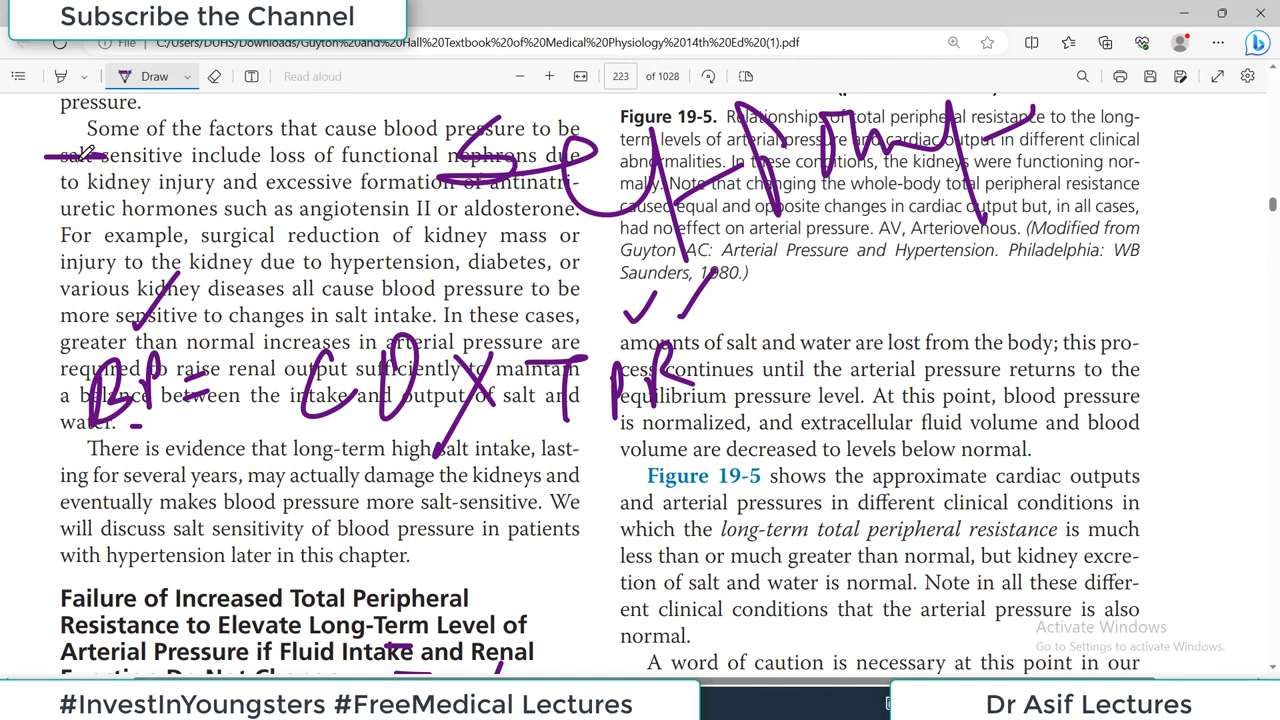 Subscribe the Channel
File
C:/Users/DUHS/Downloads/Guyton%20and%20Hall%20Textbook%20of%20Medical%20Physiology%2014th%20Ed%20(1).pdf
Draw
Read aloud
223 of 1028
pressure.
Some of the factors that cause blood pressure to be
salt-sensitive include loss of functional nephrons due
to kidney injury and excessive formation of antinatri-
uretic hormones such as angiotensin II or aldosterone.
For example, surgical reduction of kidney mass or
injury to the kidney due to hypertension, diabetes, or
various kidney diseases all cause blood pressure to be
more sensitive to changes in salt intake. In these cases,
greater than normal increases in arterial pressure are
required to raise renal output sufficiently to maintain
a balance between the intake and output of salt and
water.
BP = CO X TPR
There is evidence that long-term high salt intake, last-
ing for several years, may actually damage the kidneys and
eventually makes blood pressure more salt-sensitive. We
will discuss salt sensitivity of blood pressure in patients
with hypertension later in this chapter.
Failure of Increased Total Peripheral
Resistance to Elevate Long-Term Level of
Arterial Pressure if Fluid Intake and Renal
Figure 19-5. Relationships of total peripheral resistance to the long-
term levels of arterial pressure and cardiac output in different clinical
abnormalities. In these conditions, the kidneys were functioning nor-
mally. Note that changing the whole-body total peripheral resistance
caused equal and opposite changes in cardiac output but, in all cases,
had no effect on arterial pressure. AV, Arteriovenous. (Modified from
Guyton AC: Arterial Pressure and Hypertension. Philadelphia: WB
Saunders, 1980.)
amounts of salt and water are lost from the body; this pro-
cess continues until the arterial pressure returns to the
equilibrium pressure level. At this point, blood pressure
is normalized, and extracellular fluid volume and blood
volume are decreased to levels below normal.
Figure 19-5 shows the approximate cardiac outputs
and arterial pressures in different clinical conditions in
which the long-term total peripheral resistance is much
less than or much greater than normal, but kidney excre-
tion of salt and water is normal. Note in all these differ-
ent clinical conditions that the arterial pressure is also
normal.
A word of caution is necessary at this point in our
Activate Windows
Go to Settings to activate Windows.
#InvestInYoungsters #FreeMedical Lectures
Dr Asif Lectures